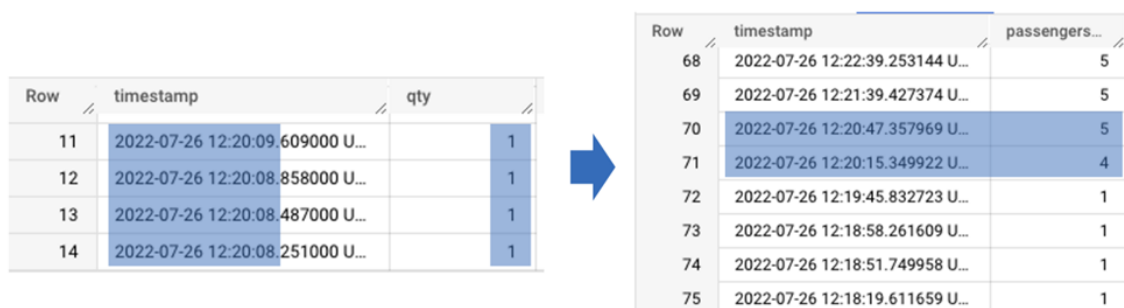 Row timestamp qty
11 2022-07-26 12:20:09.609000 U... 1
12 2022-07-26 12:20:08.858000 U... 1
13 2022-07-26 12:20:08.487000 U... 1
14 2022-07-26 12:20:08.251000 U... 1
Row timestamp passengers...
68 2022-07-26 12:22:39.253144 U... 5
69 2022-07-26 12:21:39.427374 U... 5
70 2022-07-26 12:20:47.357969 U... 5
71 2022-07-26 12:20:15.349922 U... 4
72 2022-07-26 12:19:45.832723 U... 1
73 2022-07-26 12:18:58.261609 U... 1
74 2022-07-26 12:18:51.749958 U... 1
75 2022-07-26 12:18:19.611659 U... 1